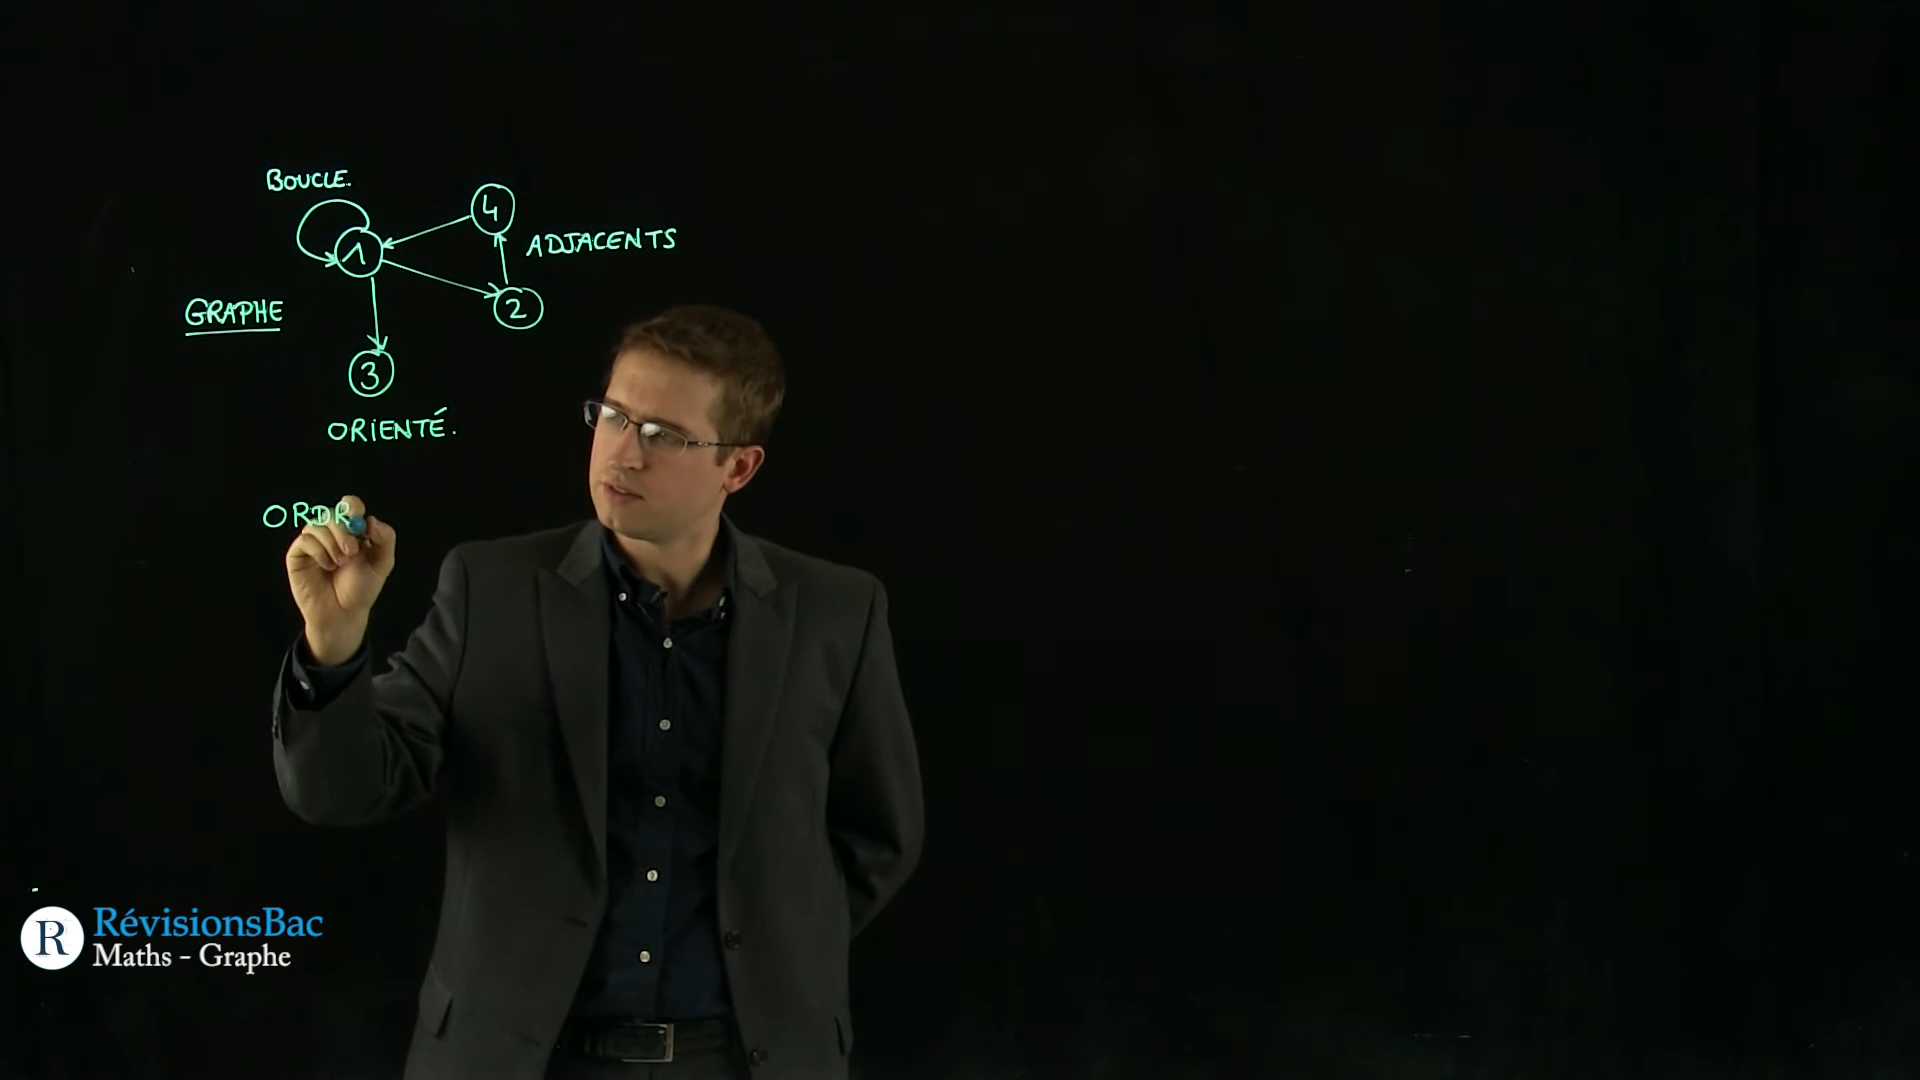 BOUCLE.
4
ADJACENTS
1
GRAPHE
2
3
ORIENTÉ.
ORDR
R RévisionsBac
Maths - Graphe